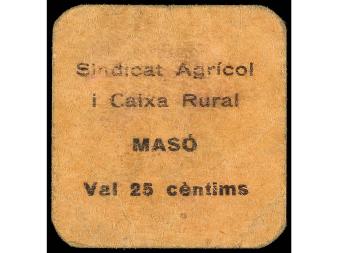 Sindicat Agrícol
i Caixa Rural
MASÓ
Val 25 cèntims